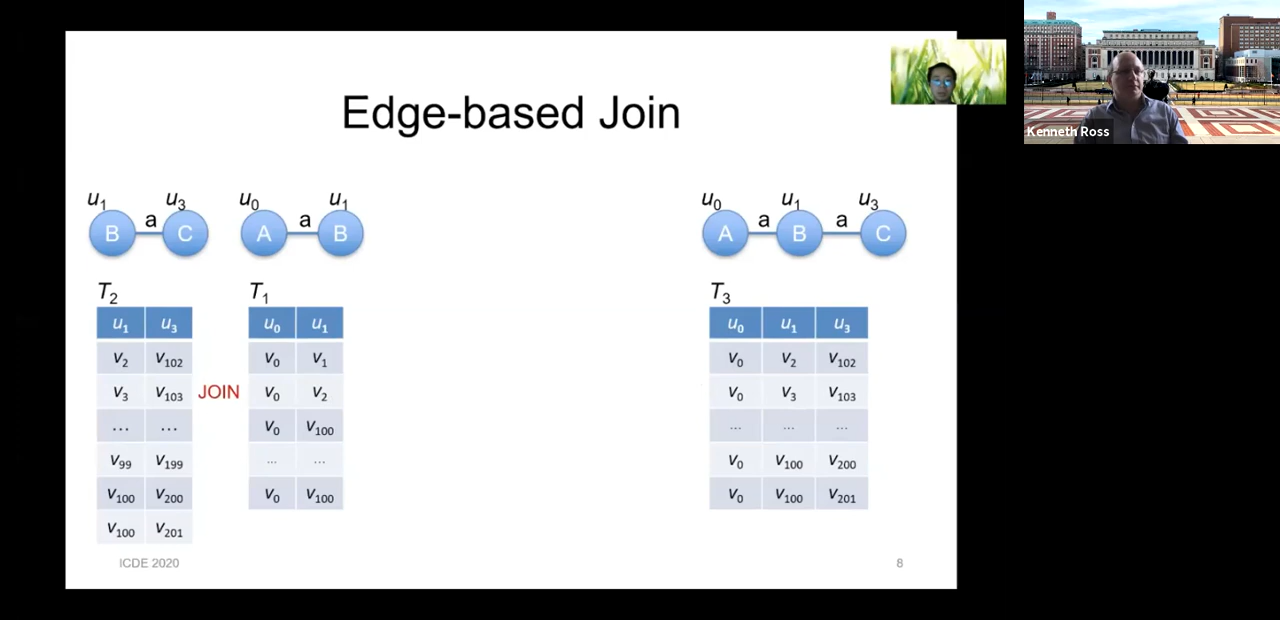 Edge-based Join
Kenneth Ross
u1 u3 u0 u1 u0 u1 u3
B a C A a B A a B a C
T2 T1 T3
u1 u3 u0 u1 u0 u1 u3
v2 v102 v0 v1 v0 v2 v102
v3 v103 JOIN v0 v2 v0 v3 v103
... ... v0 v100 ... ... ...
v99 v199 ... ... v0 v100 v200
v100 v200 v0 v100 v0 v100 v201
v100 v201
ICDE 2020 8